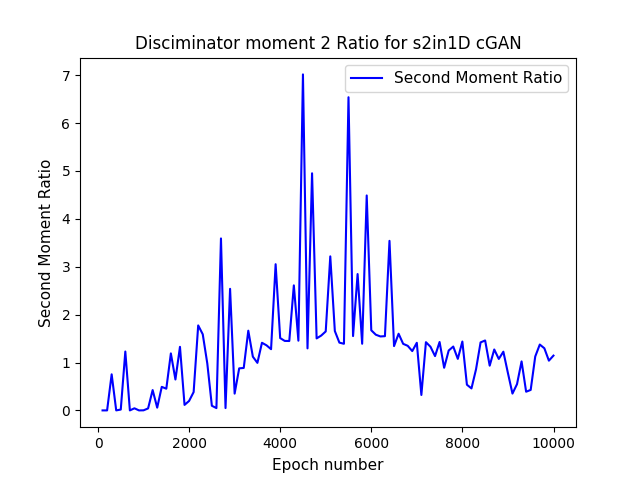 Disciminator moment 2 Ratio for s2in1D cGAN
Second Moment Ratio
7
6
5
4
3
2
1
0
Second Moment Ratio
0 2000 4000 6000 8000 10000
Epoch number